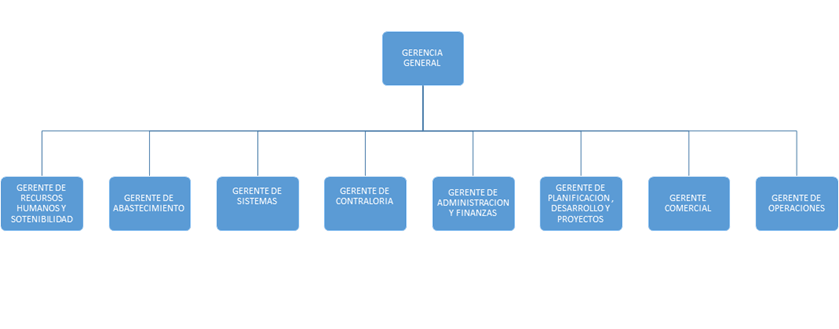 GERENCIA
GENERAL
GERENTE DE
RECURSOS
HUMANOS Y
SOTENIBILIDAD
GERENTE DE
ABASTECIMIENTO
GERENTE DE
SISTEMAS
GERENTE DE
CONTRALORIA
GERENTE DE
ADMINISTRACION
Y FINANZAS
GERENTE DE
PLANIFICACION ,
DESARROLLO Y
PROYECTOS
GERENTE
COMERCIAL
GERENTE DE
OPERACIONES